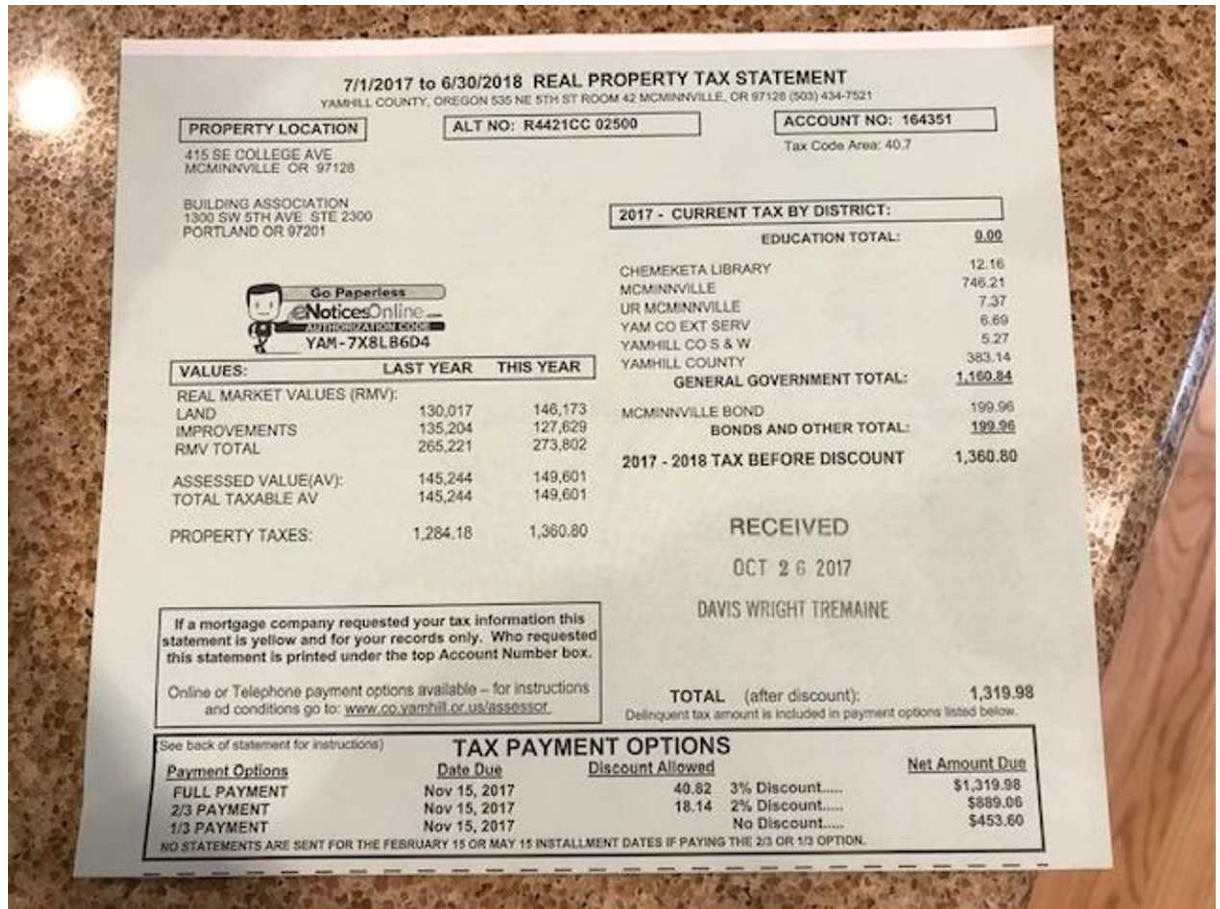 7/1/2017 to 6/30/2018 REAL PROPERTY TAX STATEMENT
YAMHILL COUNTY, OREGON 535 NE 5TH ST ROOM 42 MCMINNVILLE, OR 97128 (503) 434-7521
PROPERTY LOCATION
ALT NO: R4421CC 02500
ACCOUNT NO: 164351
Tax Code Area: 40.7
415 SE COLLEGE AVE
MCMINNVILLE OR 97128
BUILDING ASSOCIATION
1300 SW 5TH AVE STE 2300
PORTLAND OR 97201
2017 - CURRENT TAX BY DISTRICT:
EDUCATION TOTAL: 0.00
CHEMEKETA LIBRARY 12.16
MCMINNVILLE 746.21
UR MCMINNVILLE 7.37
YAM CO EXT SERV 6.69
YAMHILL CO S & W 5.27
YAMHILL COUNTY 383.14
GENERAL GOVERNMENT TOTAL: 1,160.84
MCMINNVILLE BOND 199.96
BONDS AND OTHER TOTAL: 199.96
2017 - 2018 TAX BEFORE DISCOUNT 1,360.80
Go Paperless
eNoticesOnline
AUTHORIZATION CODE
YAM-7X8LB6D4
VALUES: LAST YEAR THIS YEAR
REAL MARKET VALUES (RMV):
LAND 130,017 146,173
IMPROVEMENTS 135,204 127,629
RMV TOTAL 265,221 273,802
ASSESSED VALUE(AV): 145,244 149,601
TOTAL TAXABLE AV 145,244 149,601
PROPERTY TAXES: 1,284.18 1,360.80
RECEIVED
OCT 26 2017
DAVIS WRIGHT TREMAINE
If a mortgage company requested your tax information this
statement is yellow and for your records only. Who requested
this statement is printed under the top Account Number box.
Online or Telephone payment options available – for instructions
and conditions go to: www.co.yamhill.or.us/assessor
TOTAL (after discount): 1,319.98
Delinquent tax amount is included in payment options listed below.
(See back of statement for instructions) TAX PAYMENT OPTIONS
Payment Options Date Due Discount Allowed Net Amount Due
FULL PAYMENT Nov 15, 2017 40.82 3% Discount..... $1,319.98
2/3 PAYMENT Nov 15, 2017 18.14 2% Discount..... $889.06
1/3 PAYMENT Nov 15, 2017 No Discount..... $453.60
NO STATEMENTS ARE SENT FOR THE FEBRUARY 15 OR MAY 15 INSTALLMENT DATES IF PAYING THE 2/3 OR 1/3 OPTION.